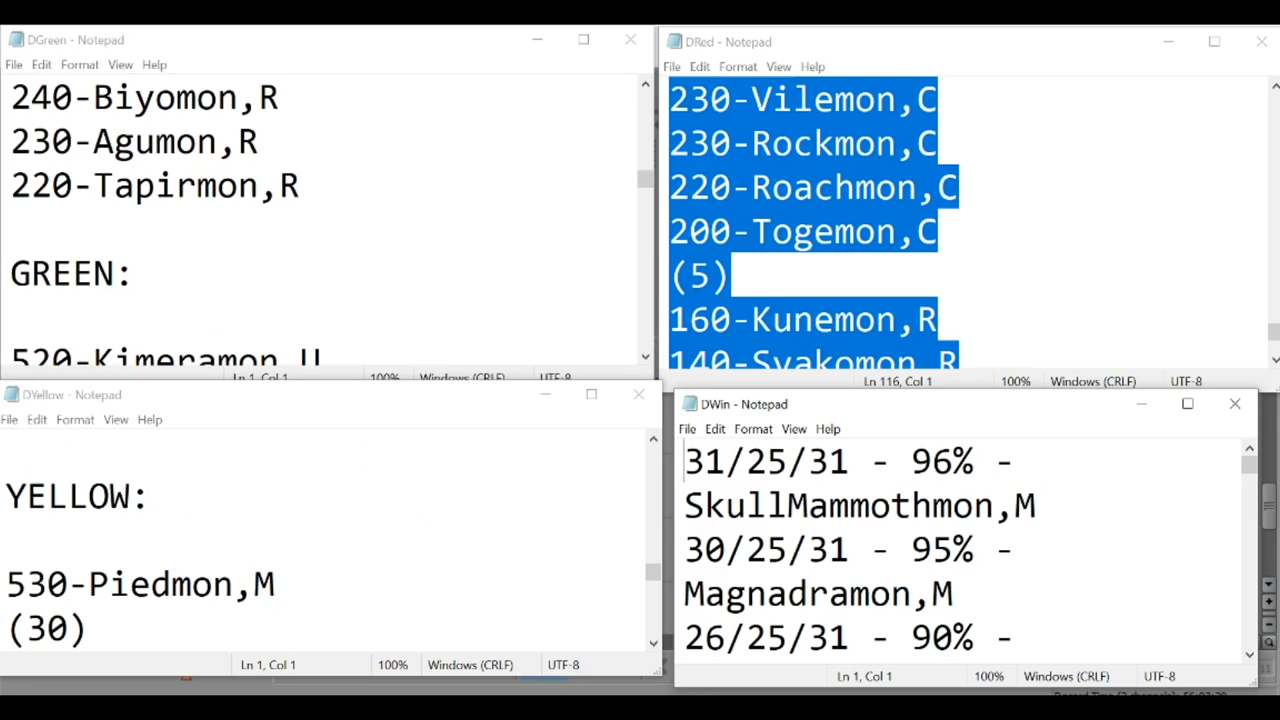 DGreen - Notepad
File Edit Format View Help
240-Biyomon,R
230-Agumon,R
220-Tapirmon,R
GREEN:
520-Kimeramon,U
Ln 1, Col 1 100% Windows (CRLF) UTF-8
DRed - Notepad
File Edit Format View Help
230-Vilemon,C
230-Rockmon,C
220-Roachmon,C
200-Togemon,C
(5)
160-Kunemon,R
140-Syakomon,R
Ln 116, Col 1 100% Windows (CRLF) UTF-8
DYellow - Notepad
File Edit Format View Help
YELLOW:
530-Piedmon,M
(30)
Ln 1, Col 1 100% Windows (CRLF) UTF-8
DWin - Notepad
File Edit Format View Help
31/25/31 - 96% -
SkullMammothmon,M
30/25/31 - 95% -
Magnadramon,M
26/25/31 - 90% -
Ln 1, Col 1 100% Windows (CRLF) UTF-8